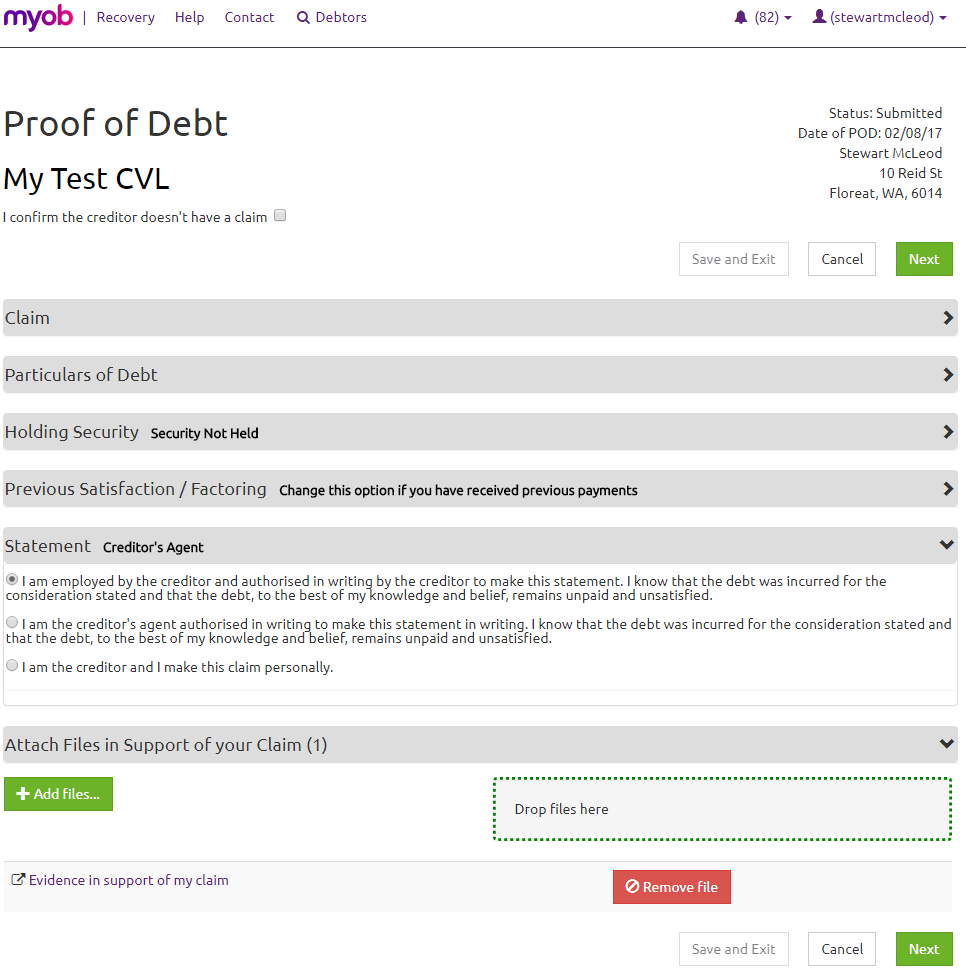 myob | Recovery Help Contact Debtors (82) (stewartmcleod)
Proof of Debt
Status: Submitted
Date of POD: 02/08/17
Stewart McLeod
10 Reid St
Floreat, WA, 6014
My Test CVL
I confirm the creditor doesn't have a claim
Save and Exit Cancel Next
Claim
Particulars of Debt
Holding Security Security Not Held
Previous Satisfaction / Factoring Change this option if you have received previous payments
Statement Creditor's Agent
I am employed by the creditor and authorised in writing by the creditor to make this statement. I know that the debt was incurred for the
consideration stated and that the debt, to the best of my knowledge and belief, remains unpaid and unsatisfied.
I am the creditor's agent authorised in writing to make this statement in writing. I know that the debt was incurred for the consideration stated and
that the debt, to the best of my knowledge and belief, remains unpaid and unsatisfied.
I am the creditor and I make this claim personally.
Attach Files in Support of your Claim (1)
Add files...
Drop files here
Evidence in support of my claim
Remove file
Save and Exit Cancel Next